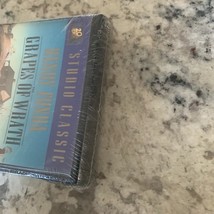 STUDIO CLASSIC
GRAPES OF WRATH